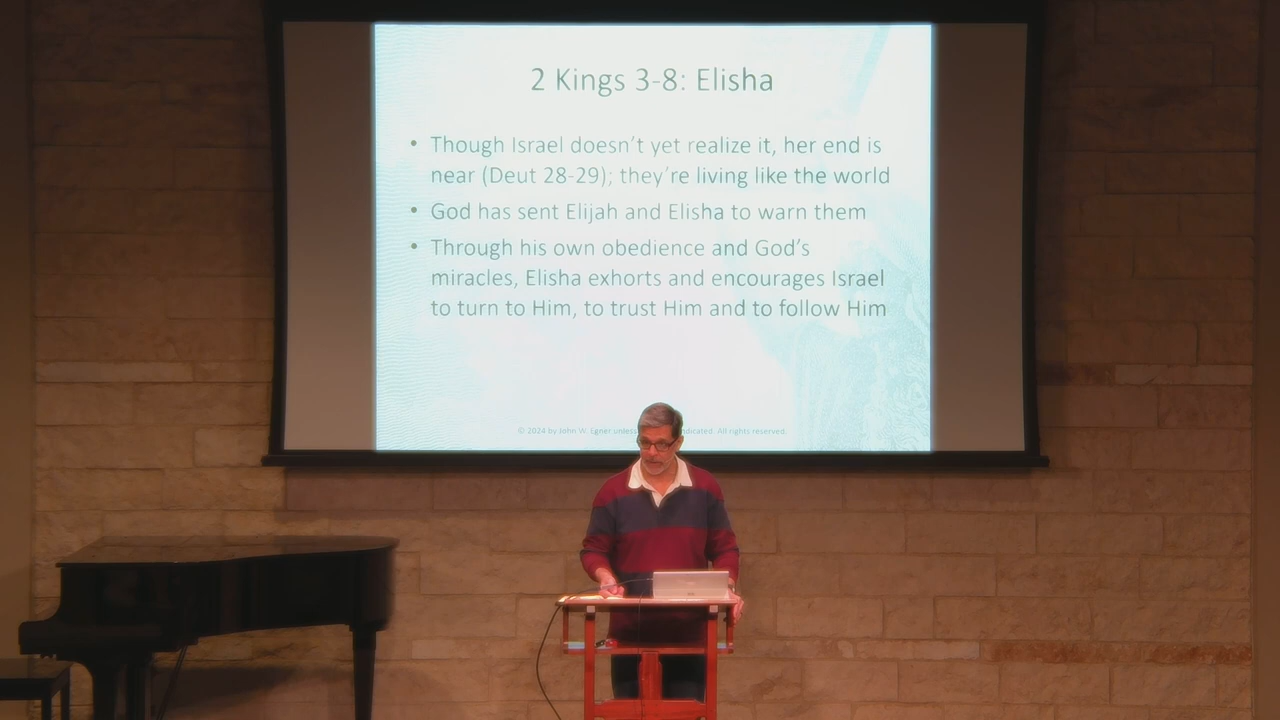 2 Kings 3-8: Elisha
• Though Israel doesn't yet realize it, her end is
near (Deut 28-29); they're living like the world
• God has sent Elijah and Elisha to warn them
• Through his own obedience and God's
miracles, Elisha exhorts and encourages Israel
to turn to Him, to trust Him and to follow Him
© 2024 by John W. Egner indicated. All rights reserved.